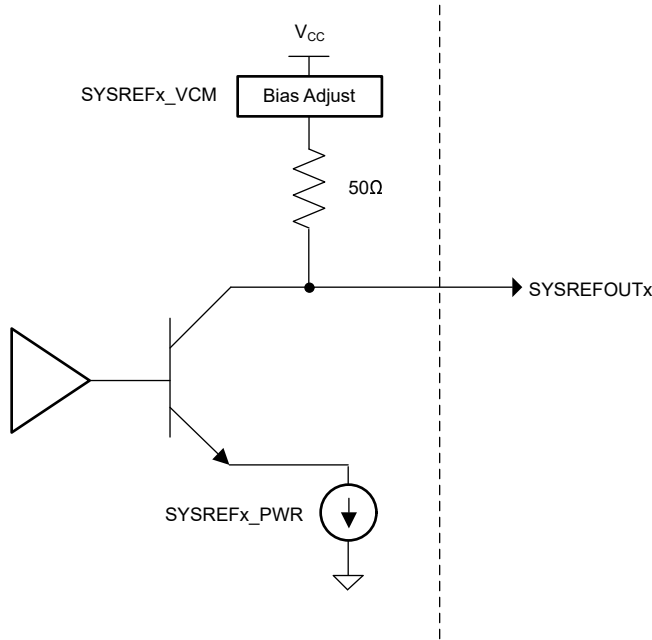 V_CC
SYSREFx_VCM
Bias Adjust
50Ω
SYSREFOUTx
SYSREFx_PWR